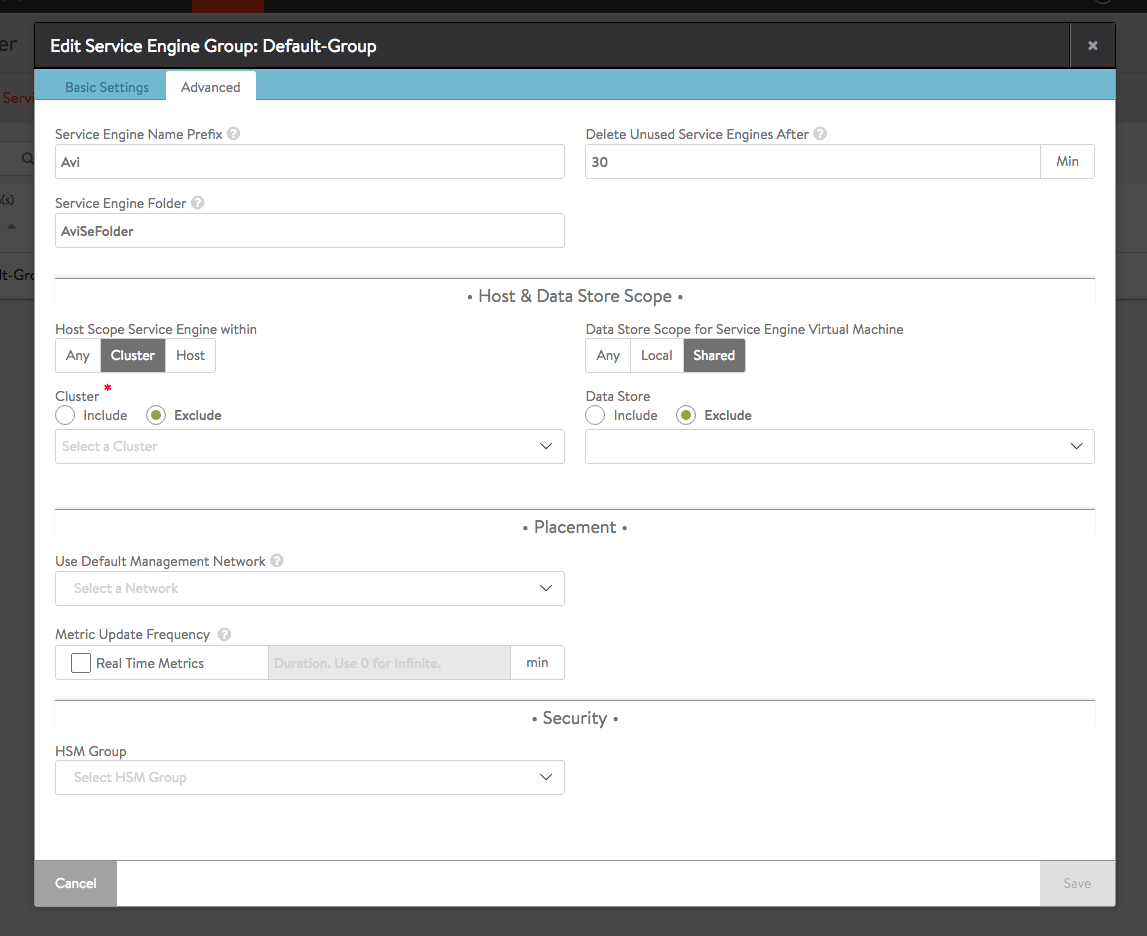 er
Edit Service Engine Group: Default-Group
×
Basic Settings
Advanced
Servi
Service Engine Name Prefix ?
Delete Unused Service Engines After ?
Avi
30
Min
(s)
Service Engine Folder ?
AviSeFolder
lt-Gro
• Host & Data Store Scope •
Host Scope Service Engine within
Data Store Scope for Service Engine Virtual Machine
Any Cluster Host
Any Local Shared
Cluster *
Data Store
Include Exclude
Include Exclude
Select a Cluster
• Placement •
Use Default Management Network ?
Select a Network
Metric Update Frequency ?
Real Time Metrics
Duration. Use 0 for Infinite.
min
• Security •
HSM Group
Select HSM Group
Cancel
Save